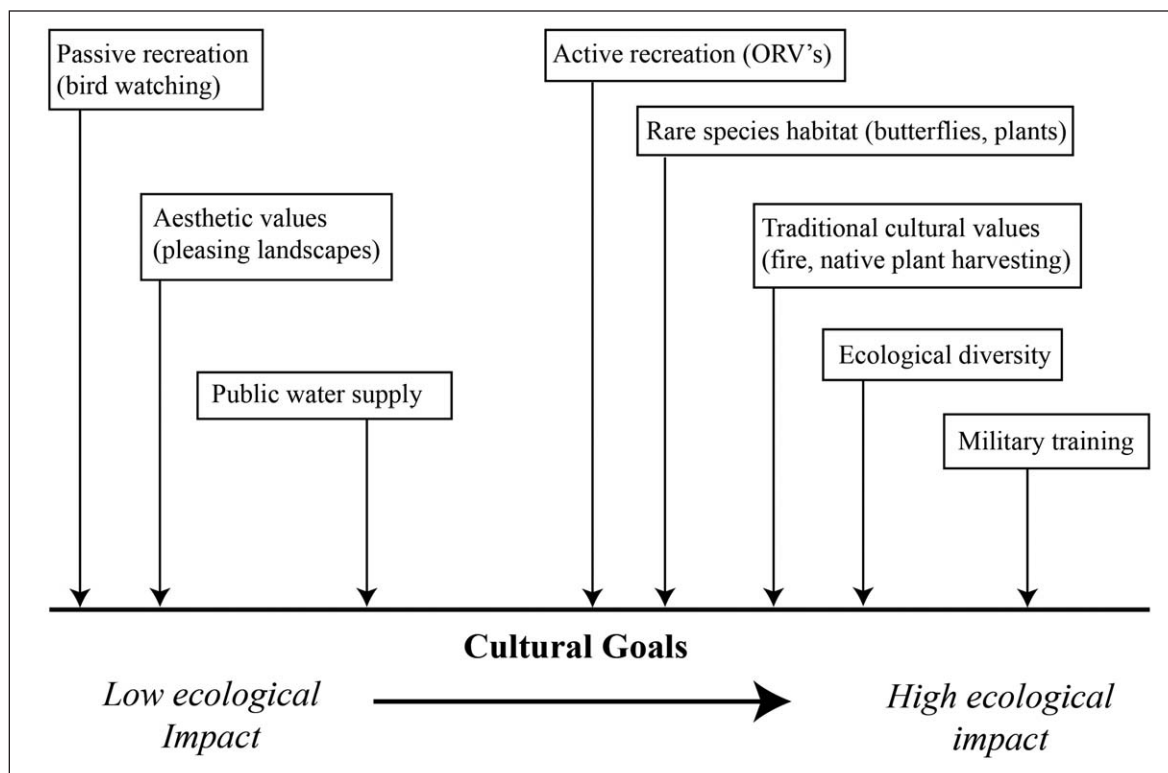 Passive recreation
(bird watching)
Active recreation (ORV’s)
Rare species habitat (butterflies, plants)
Aesthetic values
(pleasing landscapes)
Traditional cultural values
(fire, native plant harvesting)
Ecological diversity
Public water supply
Military training
Cultural Goals
Low ecological
Impact
High ecological
impact